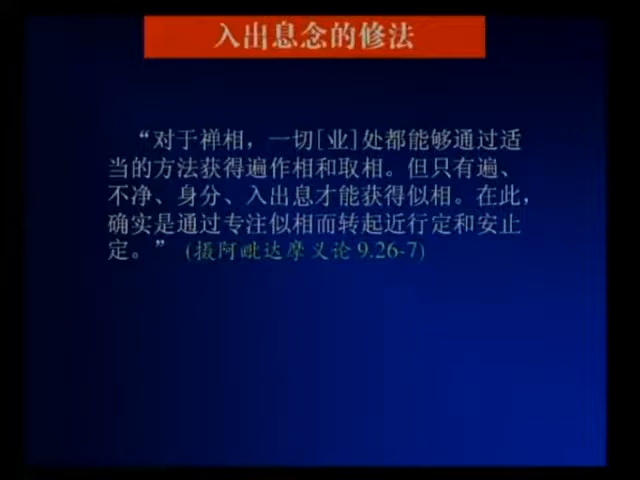 入出息念的修法
“对于禅相，一切[业]处都能够通过适
当的方法获得遍作相和取相。但只有遍、
不净、身分、入出息才能获得似相。在此，
确实是通过专注似相而转起近行定和安止
定。” (摄阿毗达摩义论 9.26-7)